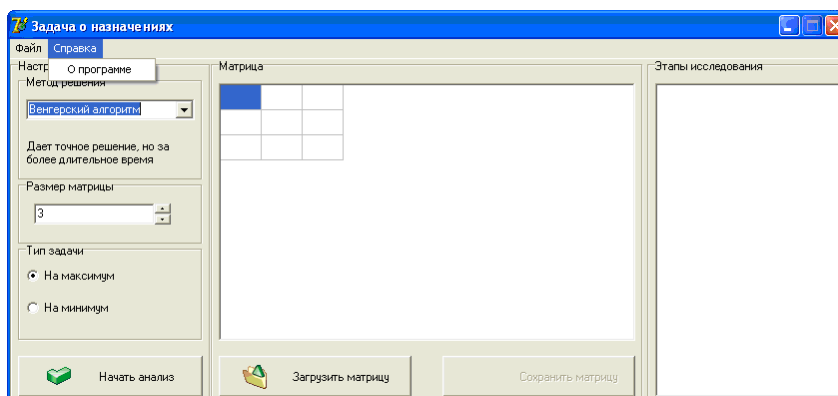 Задача о назначениях
Файл Справка
О программе
Настр
Метод решения
Венгерский алгоритм
Дает точное решение, но за
более длительное время
Размер матрицы
3
Тип задачи
На максимум
На минимум
Начать анализ
Матрица
Загрузить матрицу
Сохранить матрицу
Этапы исследования